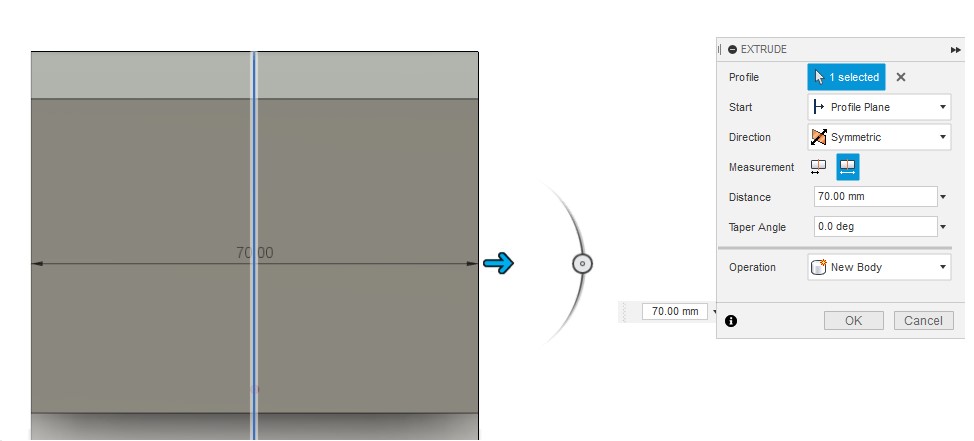 EXTRUDE
Profile 1 selected
Start Profile Plane
Direction Symmetric
Measurement
Distance 70.00 mm
Taper Angle 0.0 deg
70.00
Operation New Body
70.00 mm
OK Cancel